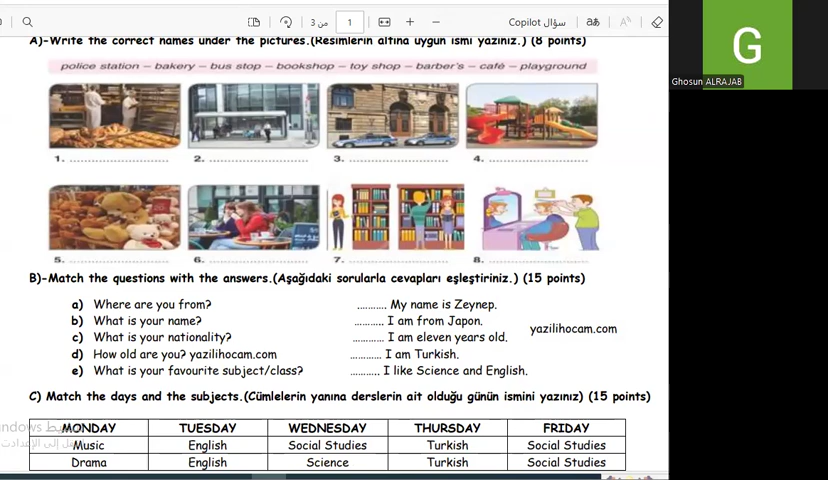 3 من
1
سؤال Copilot
G
Ghosun ALRAJAB
A)-Write the correct names under the pictures.(Resimlerin altına uygun ismi yazınız.) (8 points)
police station – bakery – bus stop – bookshop – toy shop – barber's – café – playground
1. ........................ 2. ........................ 3. ........................ 4. ........................
5. ........................ 6. ........................ 7. ........................ 8. ........................
B)-Match the questions with the answers.(Aşağıdaki sorularla cevapları eşleştiriniz.) (15 points)
a) Where are you from? ........... My name is Zeynep.
b) What is your name? ........... I am from Japon.
yazilihocam.com
c) What is your nationality? ............ I am eleven years old.
d) How old are you? yazilihocam.com ............ I am Turkish.
e) What is your favourite subject/class? ........... I like Science and English.
C) Match the days and the subjects.(Cümlelerin yanına derslerin ait olduğu günün ismini yazınız) (15 points)
MONDAY TUESDAY WEDNESDAY THURSDAY FRIDAY
Music English Social Studies Turkish Social Studies
Drama English Science Turkish Social Studies